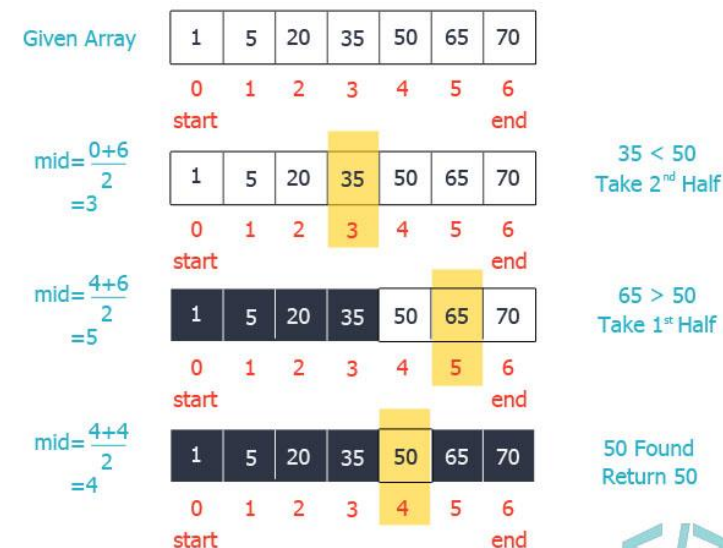 Given Array 1 5 20 35 50 65 70
0 1 2 3 4 5 6
start end
mid= 0+6
2
=3
1 5 20 35 50 65 70
35 < 50
Take 2nd Half
0 1 2 3 4 5 6
start end
mid= 4+6
2
=5
1 5 20 35 50 65 70
65 > 50
Take 1st Half
0 1 2 3 4 5 6
start end
mid= 4+4
2
=4
1 5 20 35 50 65 70
50 Found
Return 50
0 1 2 3 4 5 6
start end